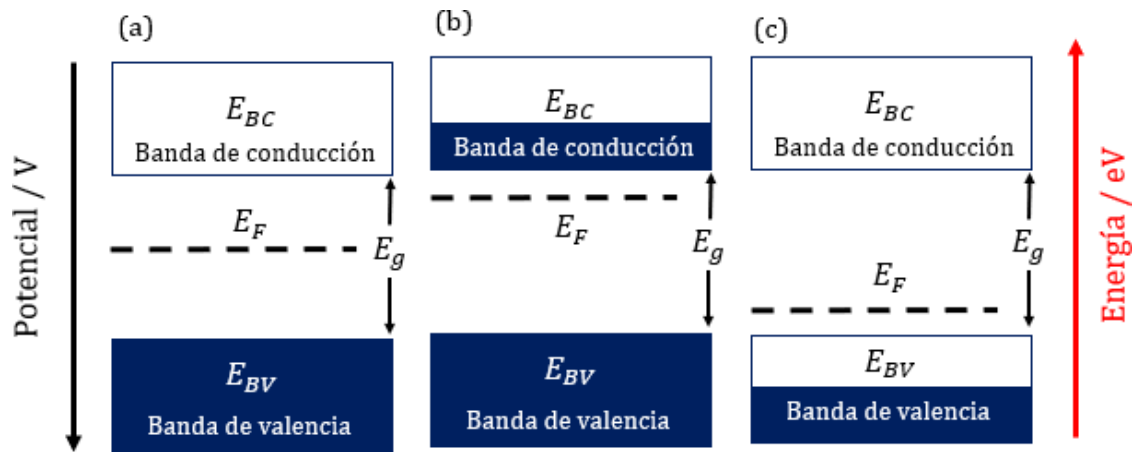 (a)
(b)
(c)
Potencial / V
E_BC
Banda de conducción
E_F
E_g
E_BV
Banda de valencia
E_BC
Banda de conducción
E_F
E_g
E_BV
Banda de valencia
E_BC
Banda de conducción
E_F
E_g
E_BV
Banda de valencia
Energía / eV